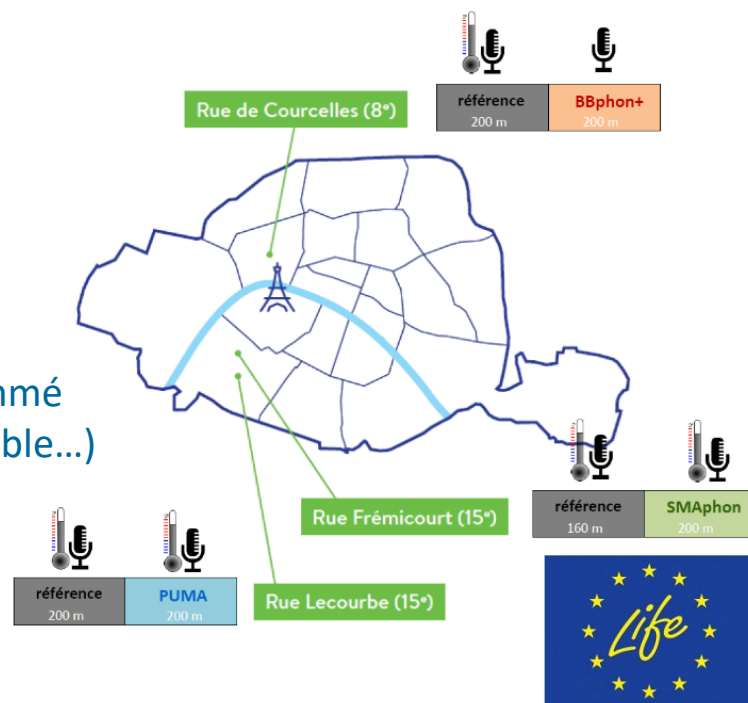 référence
200 m
BBphon+
200 m
Rue de Courcelles (8e)
mmé
ble...)
Rue Frémicourt (15e)
référence
160 m
SMAphon
200 m
référence
200 m
PUMA
200 m
Rue Lecourbe (15e)
Life